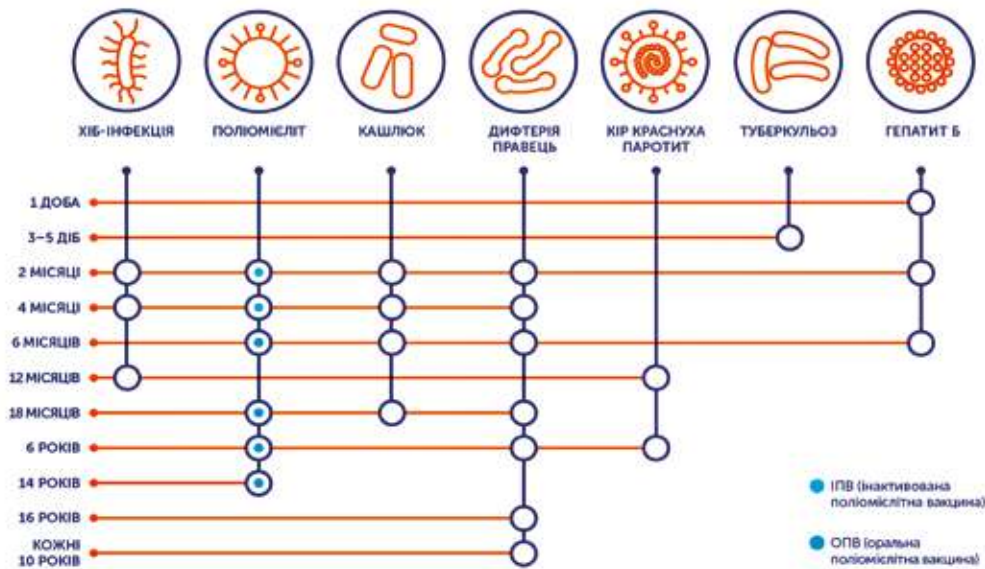 ХІБ-ІНФЕКЦІЯ
ПОЛІОМІЄЛІТ
КАШЛЮК
ДИФТЕРІЯ
ПРАВЕЦЬ
КІР КРАСНУХА
ПАРОТИТ
ТУБЕРКУЛЬОЗ
ГЕПАТИТ Б
1 ДОБА
3–5 ДІБ
2 МІСЯЦІ
4 МІСЯЦІ
6 МІСЯЦІВ
12 МІСЯЦІВ
18 МІСЯЦІВ
6 РОКІВ
14 РОКІВ
16 РОКІВ
КОЖНІ
10 РОКІВ
ІПВ (інактивована
поліомієлітна вакцина)
ОПВ (оральна
поліомієлітна вакцина)